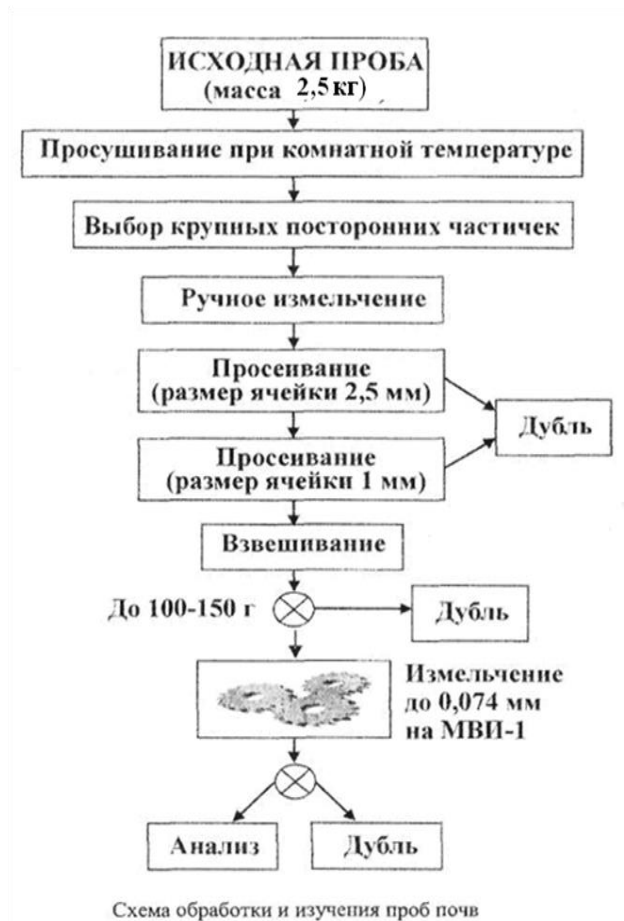 ИСХОДНАЯ ПРОБА
(масса 2,5 кг)
Просушивание при комнатной температуре
Выбор крупных посторонних частичек
Ручное измельчение
Просеивание
(размер ячейки 2,5 мм)
Дубль
Просеивание
(размер ячейки 1 мм)
Взвешивание
До 100-150 г
Дубль
Измельчение
до 0,074 мм
на МВИ-1
Анализ
Дубль
Схема обработки и изучения проб почв